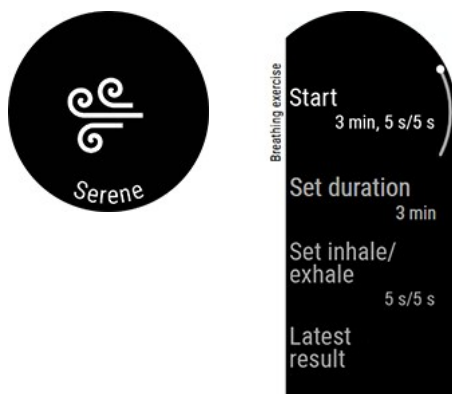 Serene
Breathing exercise
Start
3 min, 5 s/5 s
Set duration
3 min
Set inhale/
exhale
5 s/5 s
Latest
result